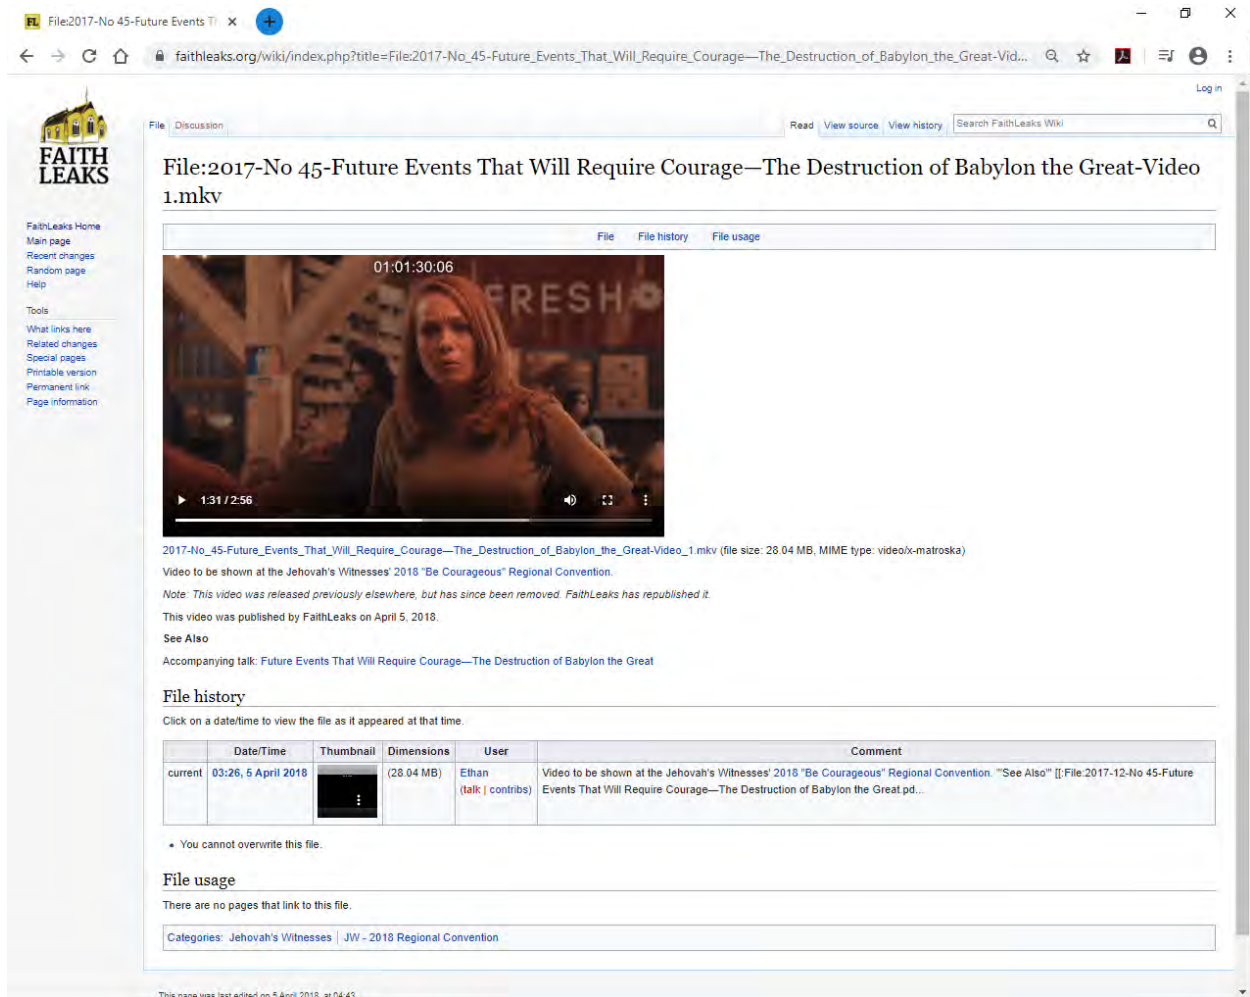 FL File:2017-No 45-Future Events Th
faithleaks.org/wiki/index.php?title=File:2017-No_45-Future_Events_That_Will_Require_Courage—The_Destruction_of_Babylon_the_Great-Vid...
Log in
File Discussion Read View source View history Search FaithLeaks Wiki
FAITH
LEAKS
File:2017-No 45-Future Events That Will Require Courage—The Destruction of Babylon the Great-Video
1.mkv
FaithLeaks Home
Main page
Recent changes
Random page
Help
Tools
What links here
Related changes
Special pages
Printable version
Permanent link
Page information
File File history File usage
01:01:30:06
FRESH
1:31 / 2:56
2017-No_45-Future_Events_That_Will_Require_Courage—The_Destruction_of_Babylon_the_Great-Video_1.mkv (file size: 28.04 MB, MIME type: video/x-matroska)
Video to be shown at the Jehovah's Witnesses' 2018 "Be Courageous" Regional Convention.
Note: This video was released previously elsewhere, but has since been removed. FaithLeaks has republished it.
This video was published by FaithLeaks on April 5, 2018.
See Also
Accompanying talk: Future Events That Will Require Courage—The Destruction of Babylon the Great
File history
Click on a date/time to view the file as it appeared at that time.
Date/Time Thumbnail Dimensions User Comment
current 03:26, 5 April 2018 (28.04 MB) Ethan Video to be shown at the Jehovah's Witnesses' 2018 "Be Courageous" Regional Convention. '''See Also''' [[:File:2017-12-No 45-Future
(talk | contribs) Events That Will Require Courage—The Destruction of Babylon the Great.pd...
You cannot overwrite this file.
File usage
There are no pages that link to this file.
Categories: Jehovah's Witnesses | JW - 2018 Regional Convention
This page was last edited on 5 April 2018, at 04:43.